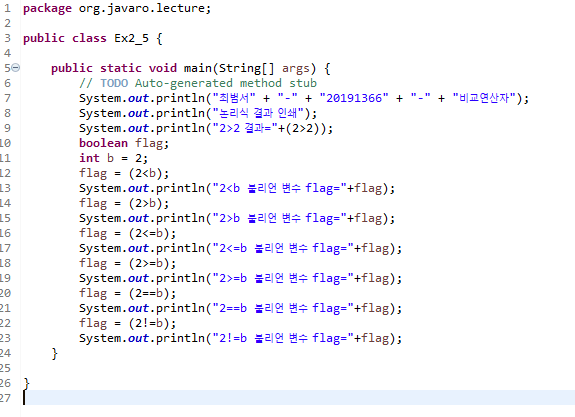 1 package org.javaro.lecture;
2
3 public class Ex2_5 {
4
5     public static void main(String[] args) {
6         // TODO Auto-generated method stub
7         System.out.println("최범서" + "-" + "20191366" + "-" + "비교연산자");
8         System.out.println("논리식 결과 인쇄");
9         System.out.println("2>2 결과="+(2>2));
10         boolean flag;
11         int b = 2;
12         flag = (2<b);
13         System.out.println("2<b 불리언 변수 flag="+flag);
14         flag = (2>b);
15         System.out.println("2>b 불리언 변수 flag="+flag);
16         flag = (2<=b);
17         System.out.println("2<=b 불리언 변수 flag="+flag);
18         flag = (2>=b);
19         System.out.println("2>=b 불리언 변수 flag="+flag);
20         flag = (2==b);
21         System.out.println("2==b 불리언 변수 flag="+flag);
22         flag = (2!=b);
23         System.out.println("2!=b 불리언 변수 flag="+flag);
24     }
25
26 }
27